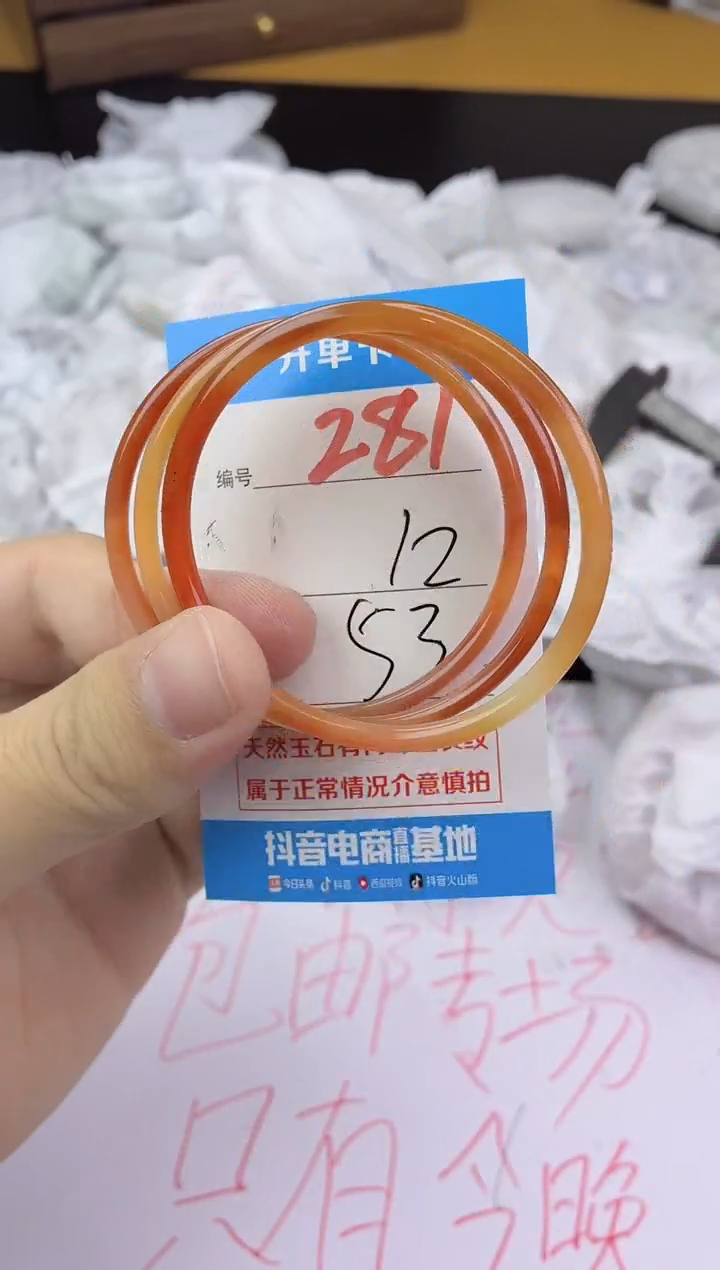 开单卡
281
编号
12
53
天然玉石有
属于正常情况介意慎拍
抖音电商直播基地
今日头条 抖音 西瓜视频 抖音火山版
包邮专场
只有今晚